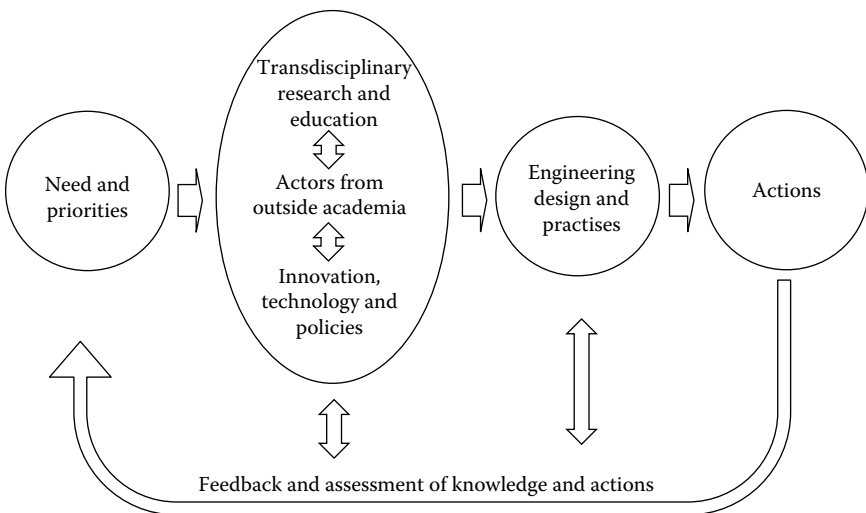 Need and
priorities
Transdisciplinary
research and
education
Actors from
outside academia
Innovation,
technology and
policies
Engineering
design and
practises
Actions
Feedback and assessment of knowledge and actions